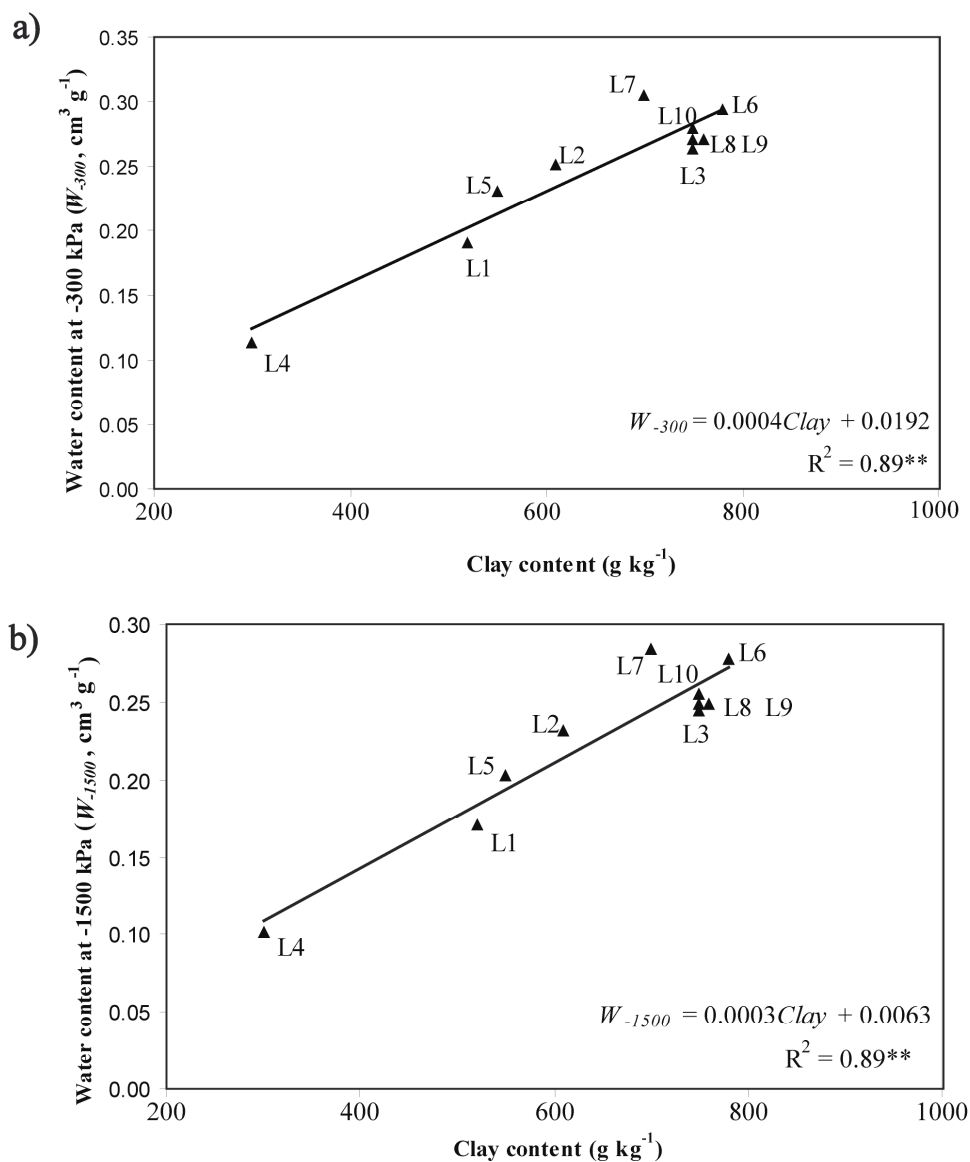 a)
0.35
0.30
0.25
0.20
0.15
0.10
0.05
0.00
Water content at -300 kPa (W-300, cm³ g⁻¹)
L7
L6
L10
L8 L9
L3
L2
L5
L1
L4
W-300 = 0.0004Clay + 0.0192
R² = 0.89**
200 400 600 800 1000
Clay content (g kg⁻¹)
b)
0.30
0.25
0.20
0.15
0.10
0.05
0.00
Water content at -1500 kPa (W-1500, cm³ g⁻¹)
L7
L6
L10
L8 L9
L3
L2
L5
L1
L4
W-1500 = 0.0003Clay + 0.0063
R² = 0.89**
200 400 600 800 1000
Clay content (g kg⁻¹)